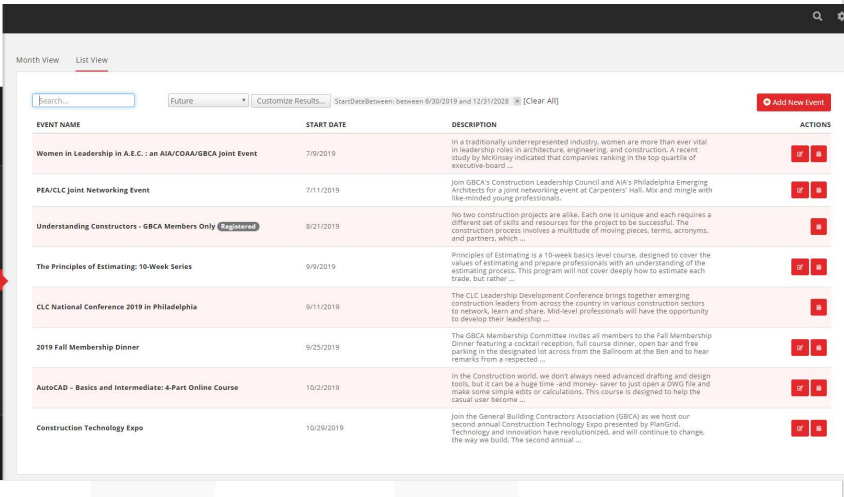 Month View List View
Search... Future Customize Results... StartDateBetween: between 6/30/2019 and 12/31/2028 × [Clear All] Add New Event
EVENT NAME START DATE DESCRIPTION ACTIONS
In a traditionally underrepresented industry, women are more than ever vital
in leadership roles in architecture, engineering, and construction. A recent
Women in Leadership in A.E.C. : an AIA/COAA/GBCA Joint Event 7/9/2019
study by McKinsey indicated that companies ranking in the top quartile of
executive-board ...
Join GBCA's Construction Leadership Council and AIA's Philadelphia Emerging
PEA/CLC Joint Networking Event 7/11/2019 Architects for a joint networking event at Carpenters' Hall. Mix and mingle with
like-minded young professionals.
No two construction projects are alike. Each one is unique and each requires a
different set of skills and resources for the project to be successful. The
Understanding Constructors - GBCA Members Only Registered 8/21/2019
construction process involves a multitude of moving pieces, terms, acronyms,
and partners, which ...
Principles of Estimating is a 10-week basics level course, designed to cover the
values of estimating and prepare professionals with an understanding of the
The Principles of Estimating: 10-Week Series 9/9/2019
estimating process. This program will not cover deeply how to estimate each
trade, but rather ...
The CLC Leadership Development Conference brings together emerging
construction leaders from across the country in various construction sectors
CLC National Conference 2019 in Philadelphia 9/11/2019
to network, learn and share. Mid-level professionals will have the opportunity
to develop their leadership ...
The GBCA Membership Committee invites all members to the Fall Membership
Dinner featuring a cocktail reception, full course dinner, open bar and free
2019 Fall Membership Dinner 9/25/2019
parking in the designated lot across from the Ballroom at the Ben and to hear
remarks from a respected ...
In the Construction world, we don't always need advanced drafting and design
tools, but it can be a huge time -and money- saver to just open a DWG file and
AutoCAD – Basics and Intermediate: 4-Part Online Course 10/2/2019
make some simple edits or calculations. This course is designed to help the
casual user become ...
Join the General Building Contractors Association (GBCA) as we host our
second annual Construction Technology Expo presented by PlanGrid.
Construction Technology Expo 10/29/2019
Technology and innovation have revolutionized, and will continue to change,
the way we build. The second annual ...